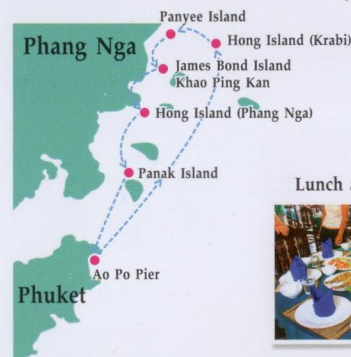 Panyee Island
Phang Nga
Hong Island (Krabi)
James Bond Island
Khao Ping Kan
Hong Island (Phang Nga)
Panak Island
Lunch
Ao Po Pier
Phuket